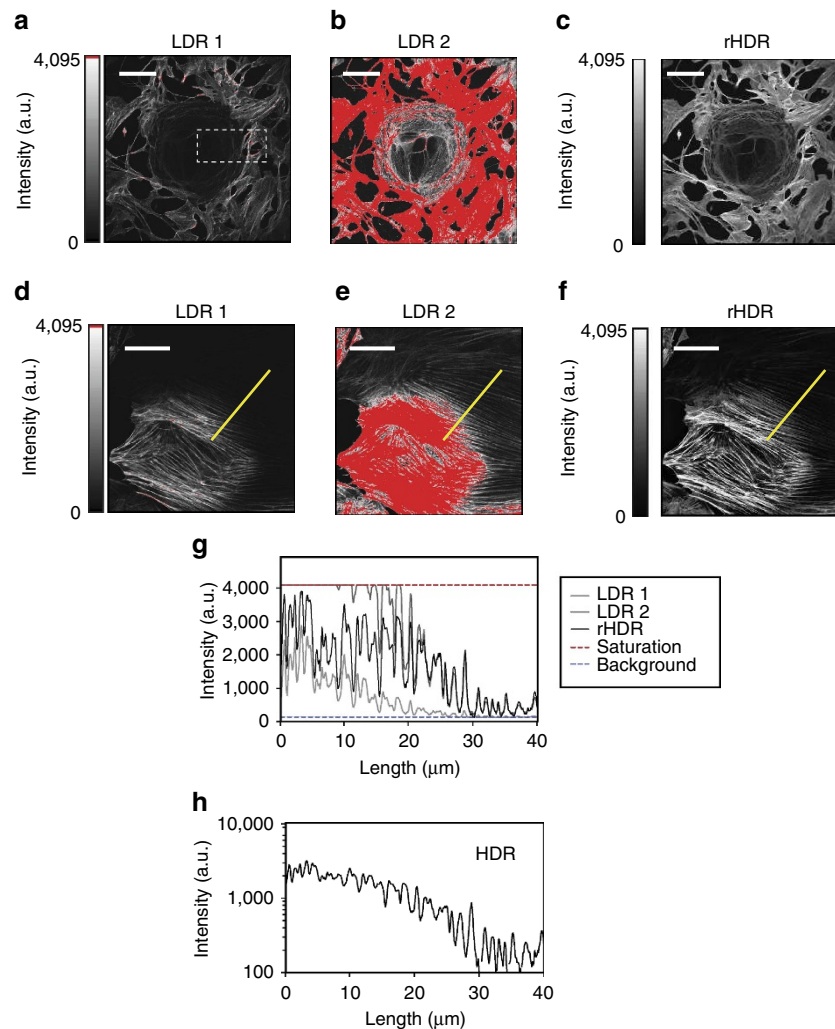 a
LDR 1
4,095
Intensity (a.u.)
0
b
LDR 2
c
rHDR
4,095
Intensity (a.u.)
0
d
LDR 1
4,095
Intensity (a.u.)
0
e
LDR 2
f
rHDR
4,095
Intensity (a.u.)
0
g
Intensity (a.u.)
4,000
3,000
2,000
1,000
0
0 10 20 30 40
Length (μm)
LDR 1
LDR 2
rHDR
Saturation
Background
h
HDR
Intensity (a.u.)
10,000
1,000
100
0 10 20 30 40
Length (μm)